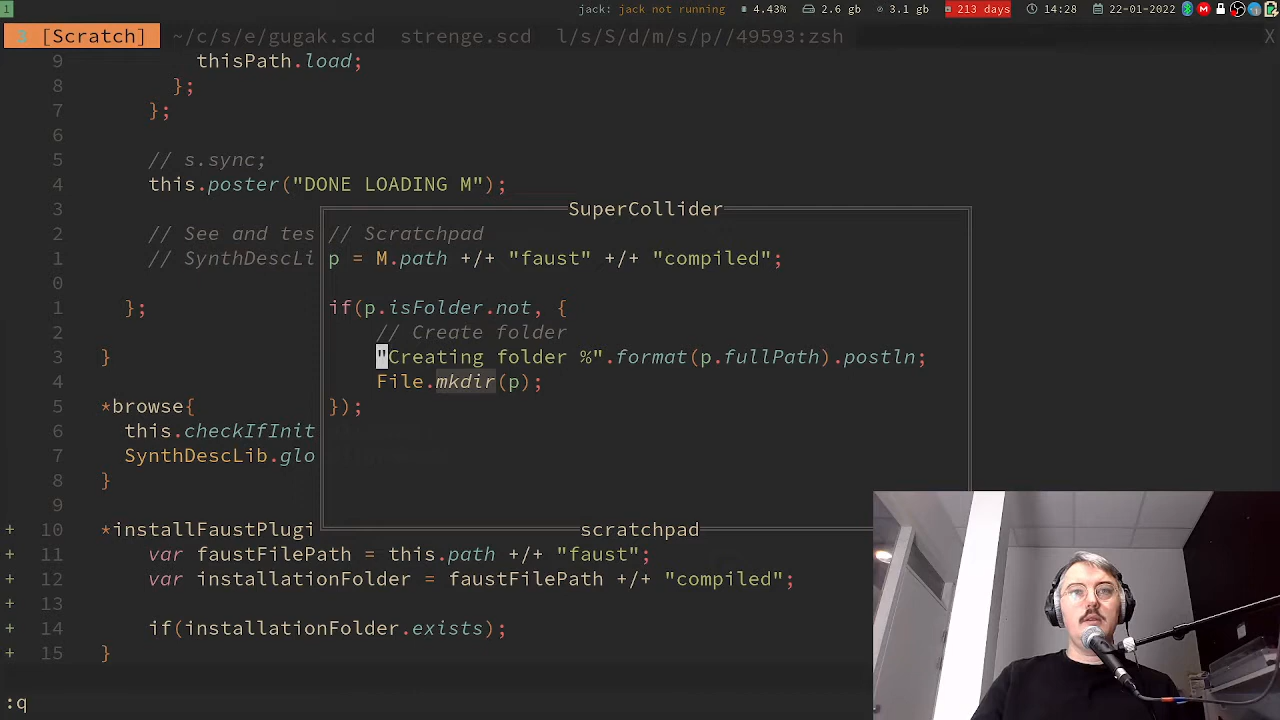 1 jack: jack not running 4.43% 2.6 gb 3.1 gb 213 days 14:28 22-01-2022
[Scratch] ~/c/s/e/gugak.scd strenge.scd l/s/S/d/m/s/p//49593:zsh X
9 thisPath.load;
8 };
7 };
6
5 // s.sync;
4 this.poster("DONE LOADING M");
3
2 // See and tes
1 // SynthDescLi
0
1 };
2
3 }
4
5 *browse{
6 this.checkIfInit
7 SynthDescLib.glo
8 }
9
+ 10 *installFaustPlugi
+ 11 var faustFilePath = this.path +/+ "faust";
+ 12 var installationFolder = faustFilePath +/+ "compiled";
+ 13
+ 14 if(installationFolder.exists);
+ 15 }
SuperCollider
// Scratchpad
p = M.path +/+ "faust" +/+ "compiled";
if(p.isFolder.not, {
// Create folder
"Creating folder %".format(p.fullPath).postln;
File.mkdir(p);
});
scratchpad
:q